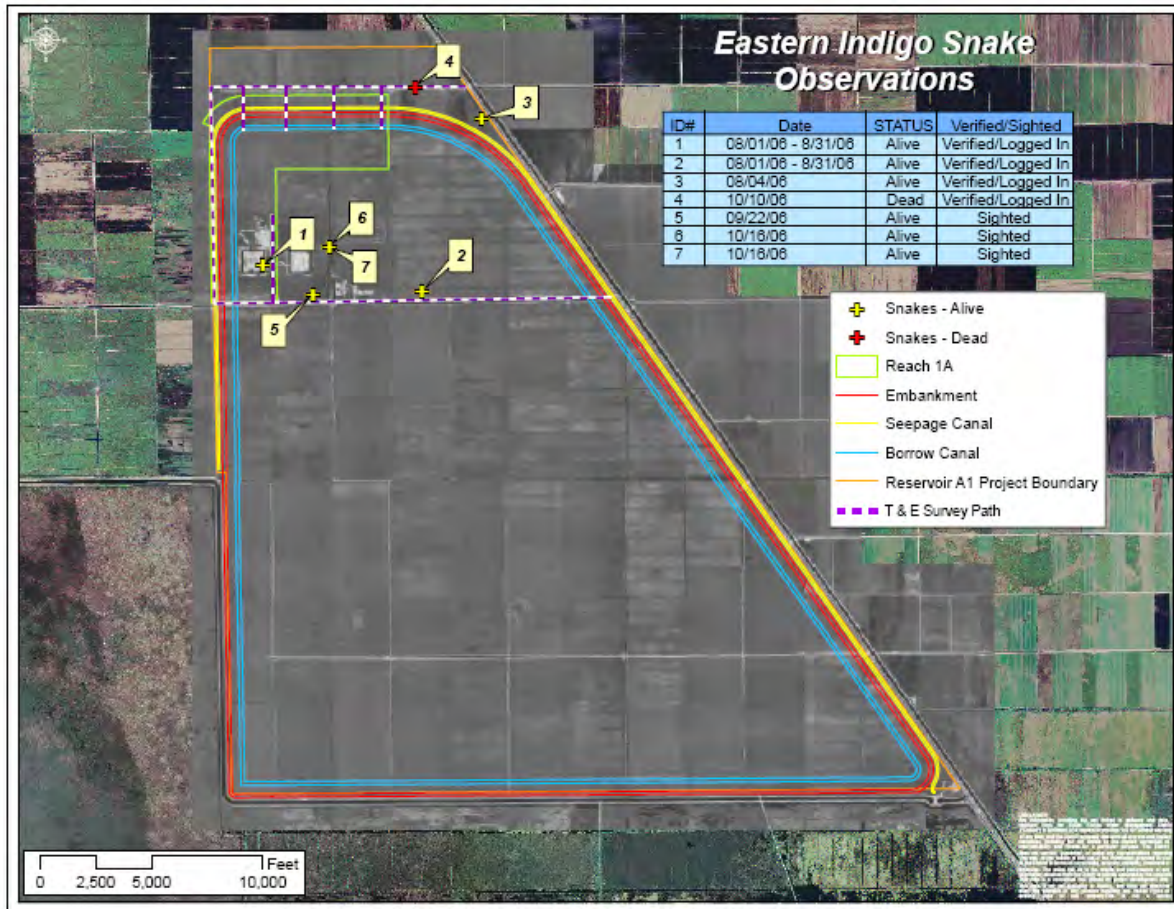 Eastern Indigo Snake
Observations
ID# Date STATUS Verified/Sighted
1 08/01/06 - 8/31/06 Alive Verified/Logged In
2 08/01/06 - 8/31/06 Alive Verified/Logged In
3 08/04/06 Alive Verified/Logged In
4 10/10/06 Dead Verified/Logged In
5 09/22/06 Alive Sighted
6 10/16/06 Alive Sighted
7 10/16/06 Alive Sighted
4
3
6
1
7
2
5
Snakes - Alive
Snakes - Dead
Reach 1A
Embankment
Seepage Canal
Borrow Canal
Reservoir A1 Project Boundary
T & E Survey Path
Feet
0 2,500 5,000 10,000